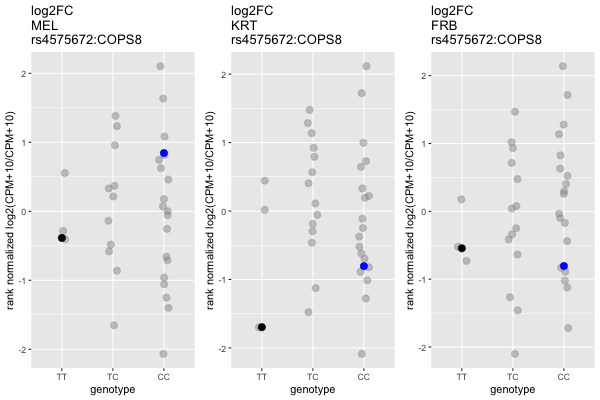 log2FC
MEL
rs4575672:COPS8
rank normalized log2(CPM+10/CPM+10)
2
1
0
-1
-2
TT TC CC
genotype
log2FC
KRT
rs4575672:COPS8
rank normalized log2(CPM+10/CPM+10)
2
1
0
-1
-2
TT TC CC
genotype
log2FC
FRB
rs4575672:COPS8
rank normalized log2(CPM+10/CPM+10)
2
1
0
-1
-2
TT TC CC
genotype